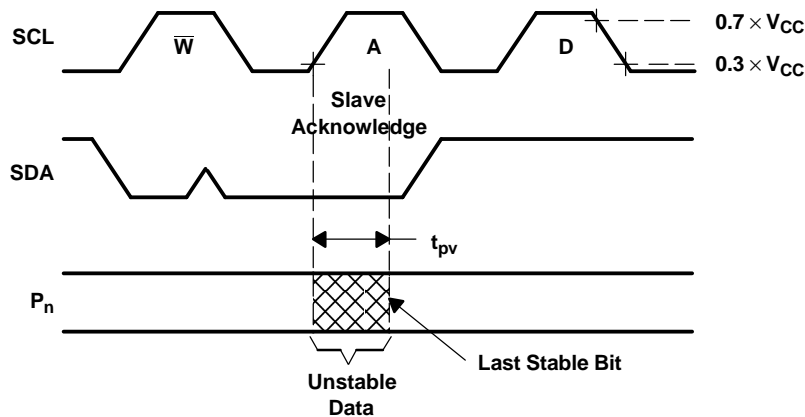 SCL
W
A
D
0.7 × VCC
0.3 × VCC
Slave
Acknowledge
SDA
tpv
Pn
Last Stable Bit
Unstable
Data